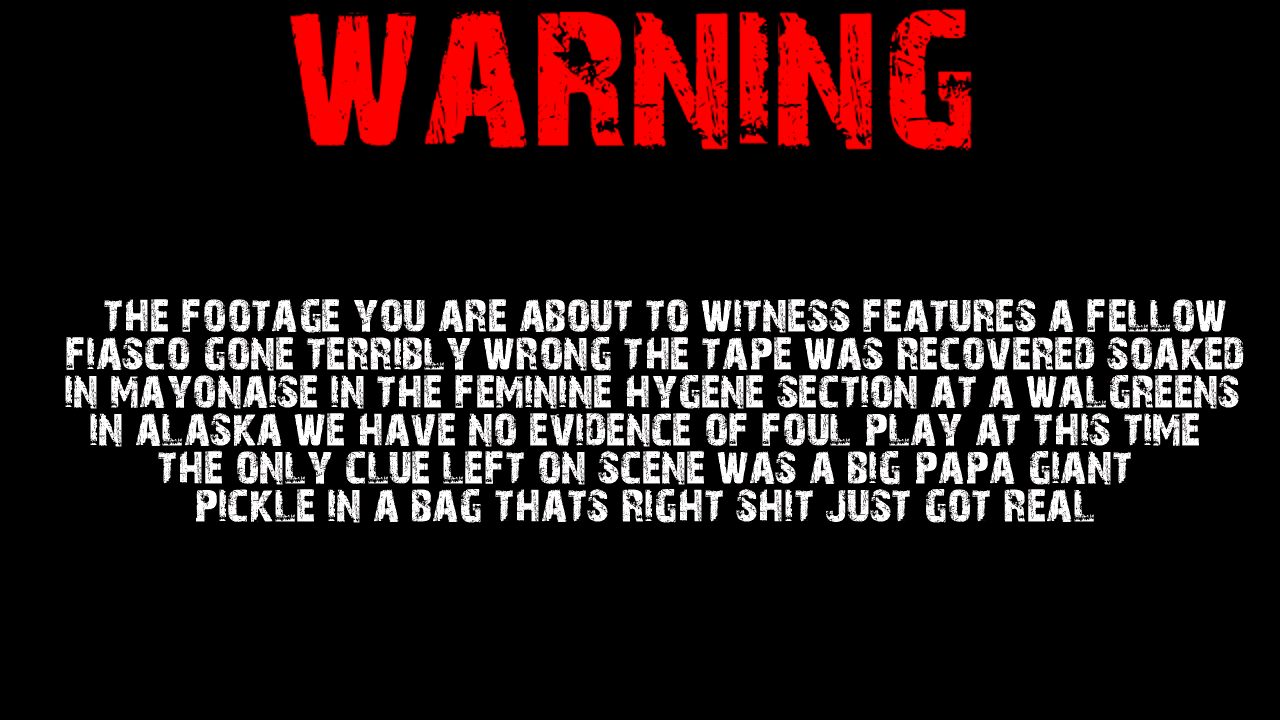 WARNING
THE FOOTAGE YOU ARE ABOUT TO WITNESS FEATURES A FELLOW
FIASCO GONE TERRIBLY WRONG THE TAPE WAS RECOVERED SOAKED
IN MAYONAISE IN THE FEMININE HYGENE SECTION AT A WALGREENS
IN ALASKA WE HAVE NO EVIDENCE OF FOUL PLAY AT THIS TIME
THE ONLY CLUE LEFT ON SCENE WAS A BIG PAPA GIANT
PICKLE IN A BAG THATS RIGHT SHIT JUST GOT REAL